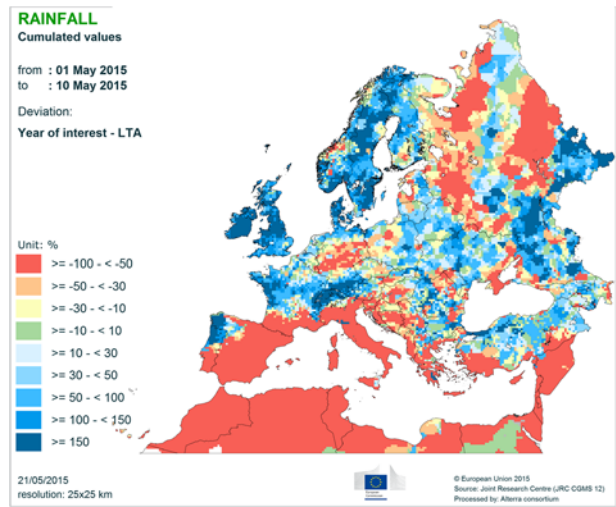 RAINFALL
Cumulated values
from : 01 May 2015
to : 10 May 2015
Deviation:
Year of interest - LTA
Unit: %
>= -100 - < -50
>= -50 - < -30
>= -30 - < -10
>= -10 - < 10
>= 10 - < 30
>= 30 - < 50
>= 50 - < 100
>= 100 - < 150
>= 150
21/05/2015
resolution: 25x25 km
© European Union 2015
Source: Joint Research Centre (JRC CGMS 12)
Processed by: Alterra consortium